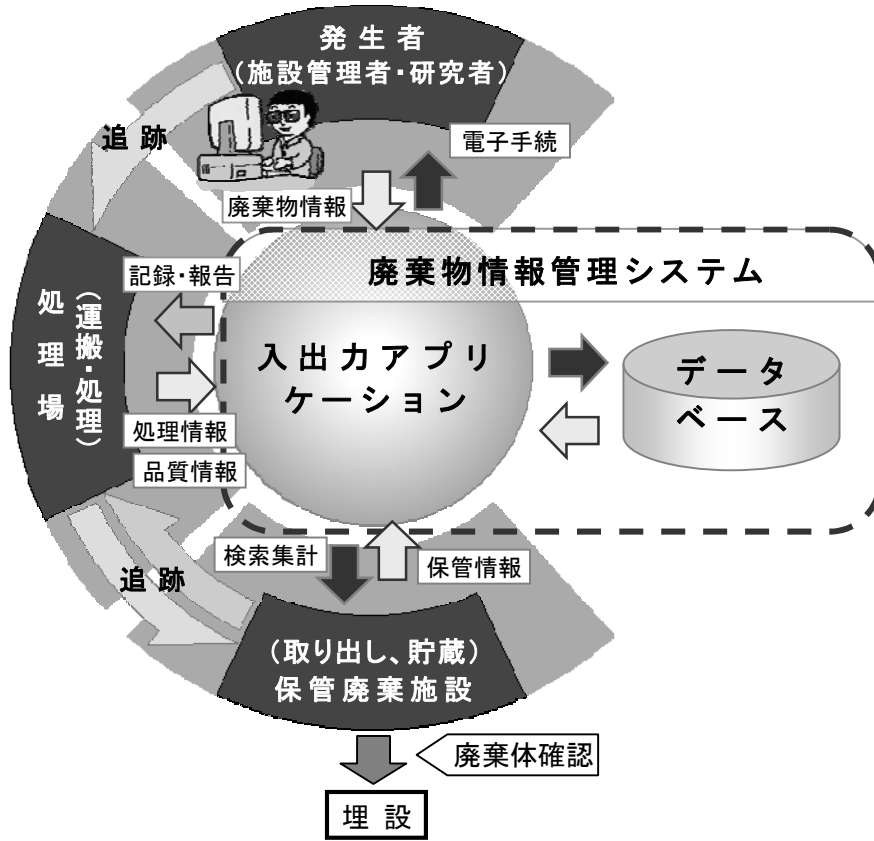 発生者
（施設管理者・研究者）
追跡
電子手続
廃棄物情報
廃棄物情報管理システム
記録・報告
処理場
（運搬・処理）
入出力アプリ
ケーション
データ
ベース
処理情報
品質情報
検索集計
保管情報
追跡
（取り出し、貯蔵）
保管廃棄施設
廃棄体確認
埋設